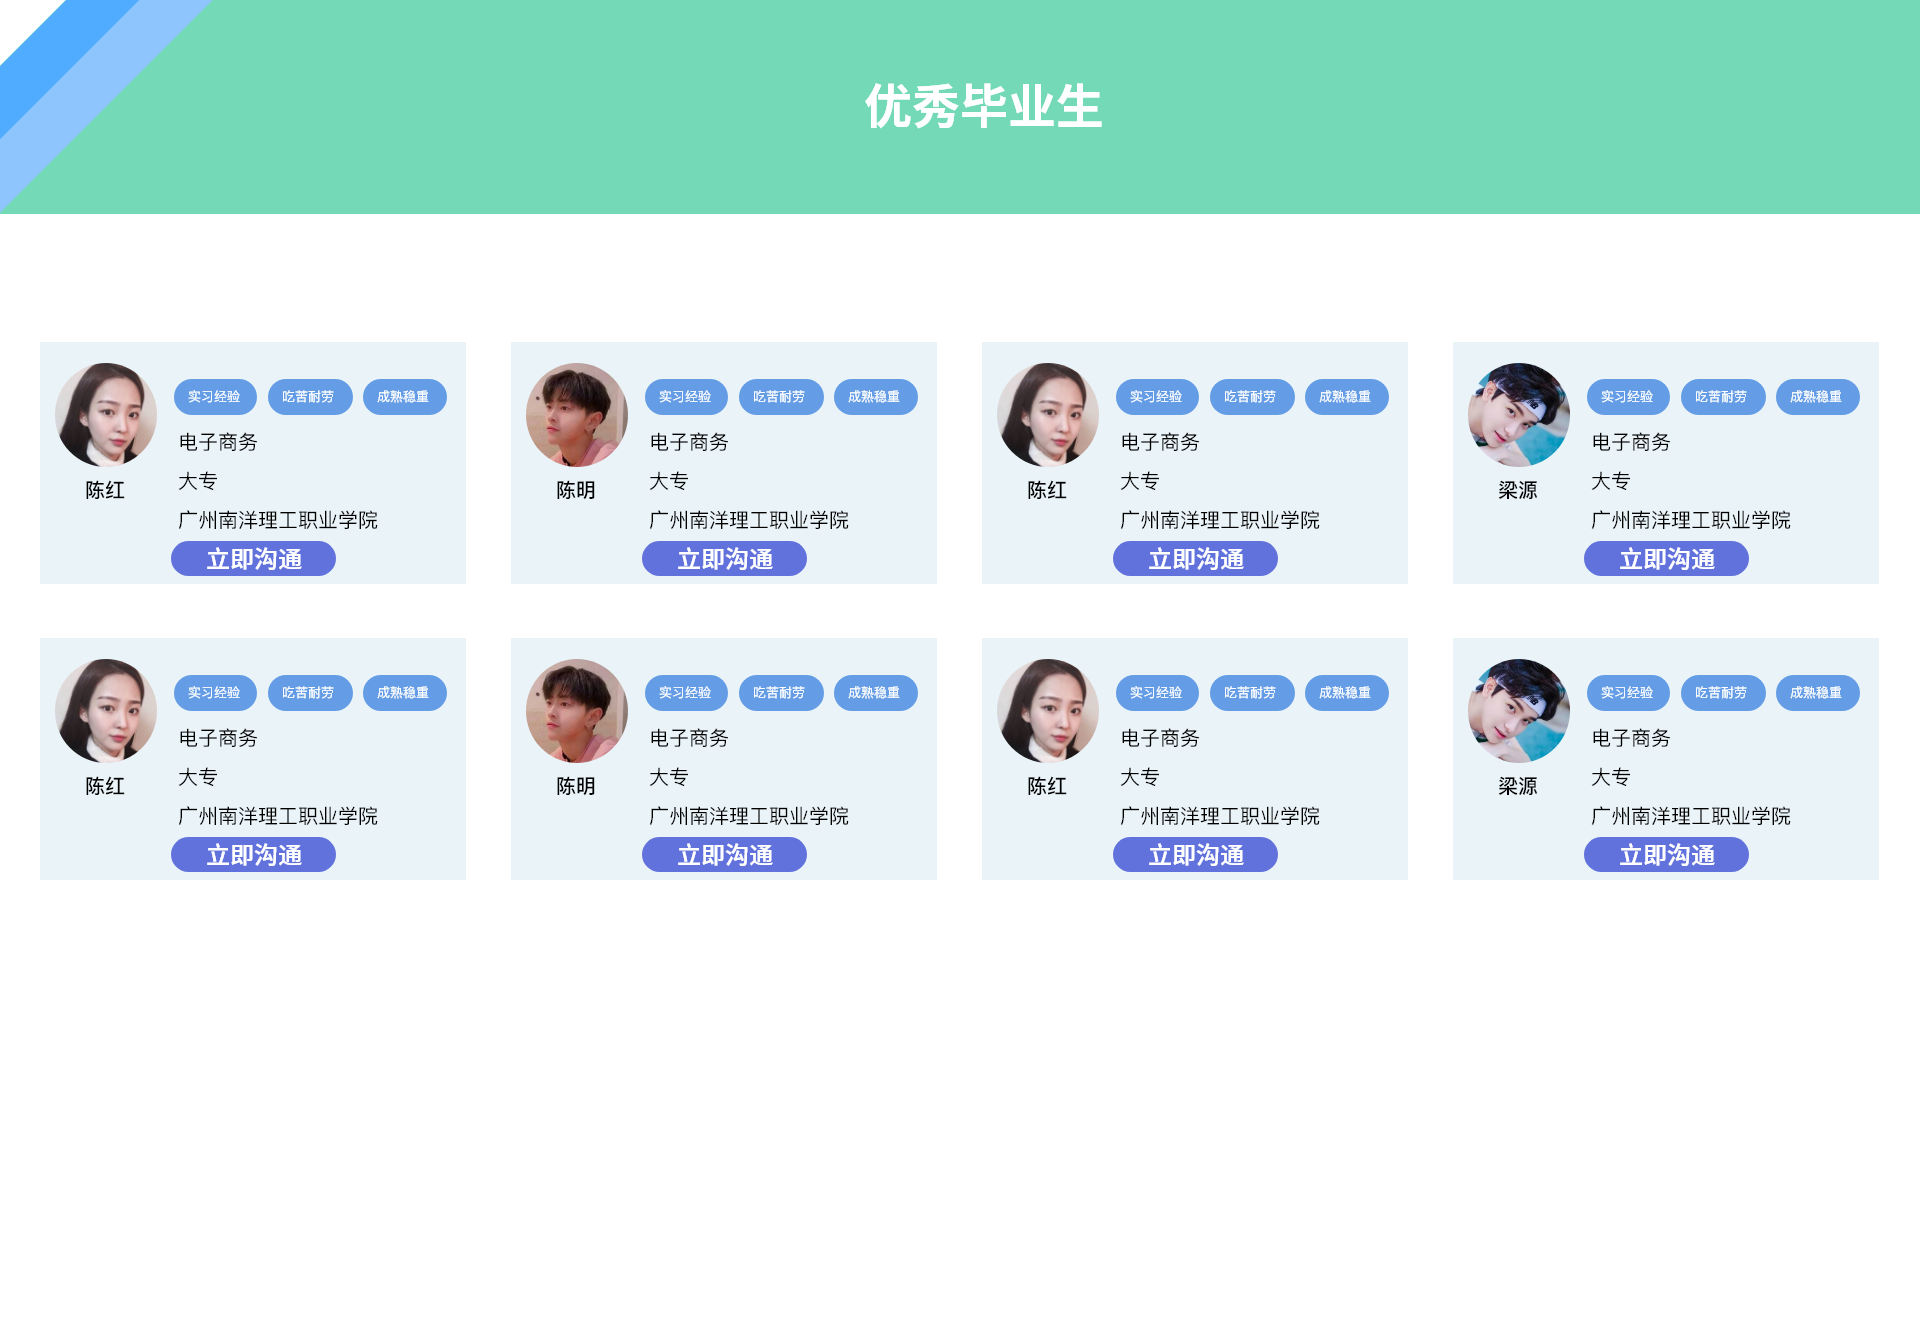 优秀毕业生
实习经验 吃苦耐劳 成熟稳重
电子商务
大专
陈红
广州南洋理工职业学院
立即沟通
实习经验 吃苦耐劳 成熟稳重
电子商务
大专
陈明
广州南洋理工职业学院
立即沟通
实习经验 吃苦耐劳 成熟稳重
电子商务
大专
陈红
广州南洋理工职业学院
立即沟通
实习经验 吃苦耐劳 成熟稳重
电子商务
大专
梁源
广州南洋理工职业学院
立即沟通
实习经验 吃苦耐劳 成熟稳重
电子商务
大专
陈红
广州南洋理工职业学院
立即沟通
实习经验 吃苦耐劳 成熟稳重
电子商务
大专
陈明
广州南洋理工职业学院
立即沟通
实习经验 吃苦耐劳 成熟稳重
电子商务
大专
陈红
广州南洋理工职业学院
立即沟通
实习经验 吃苦耐劳 成熟稳重
电子商务
大专
梁源
广州南洋理工职业学院
立即沟通